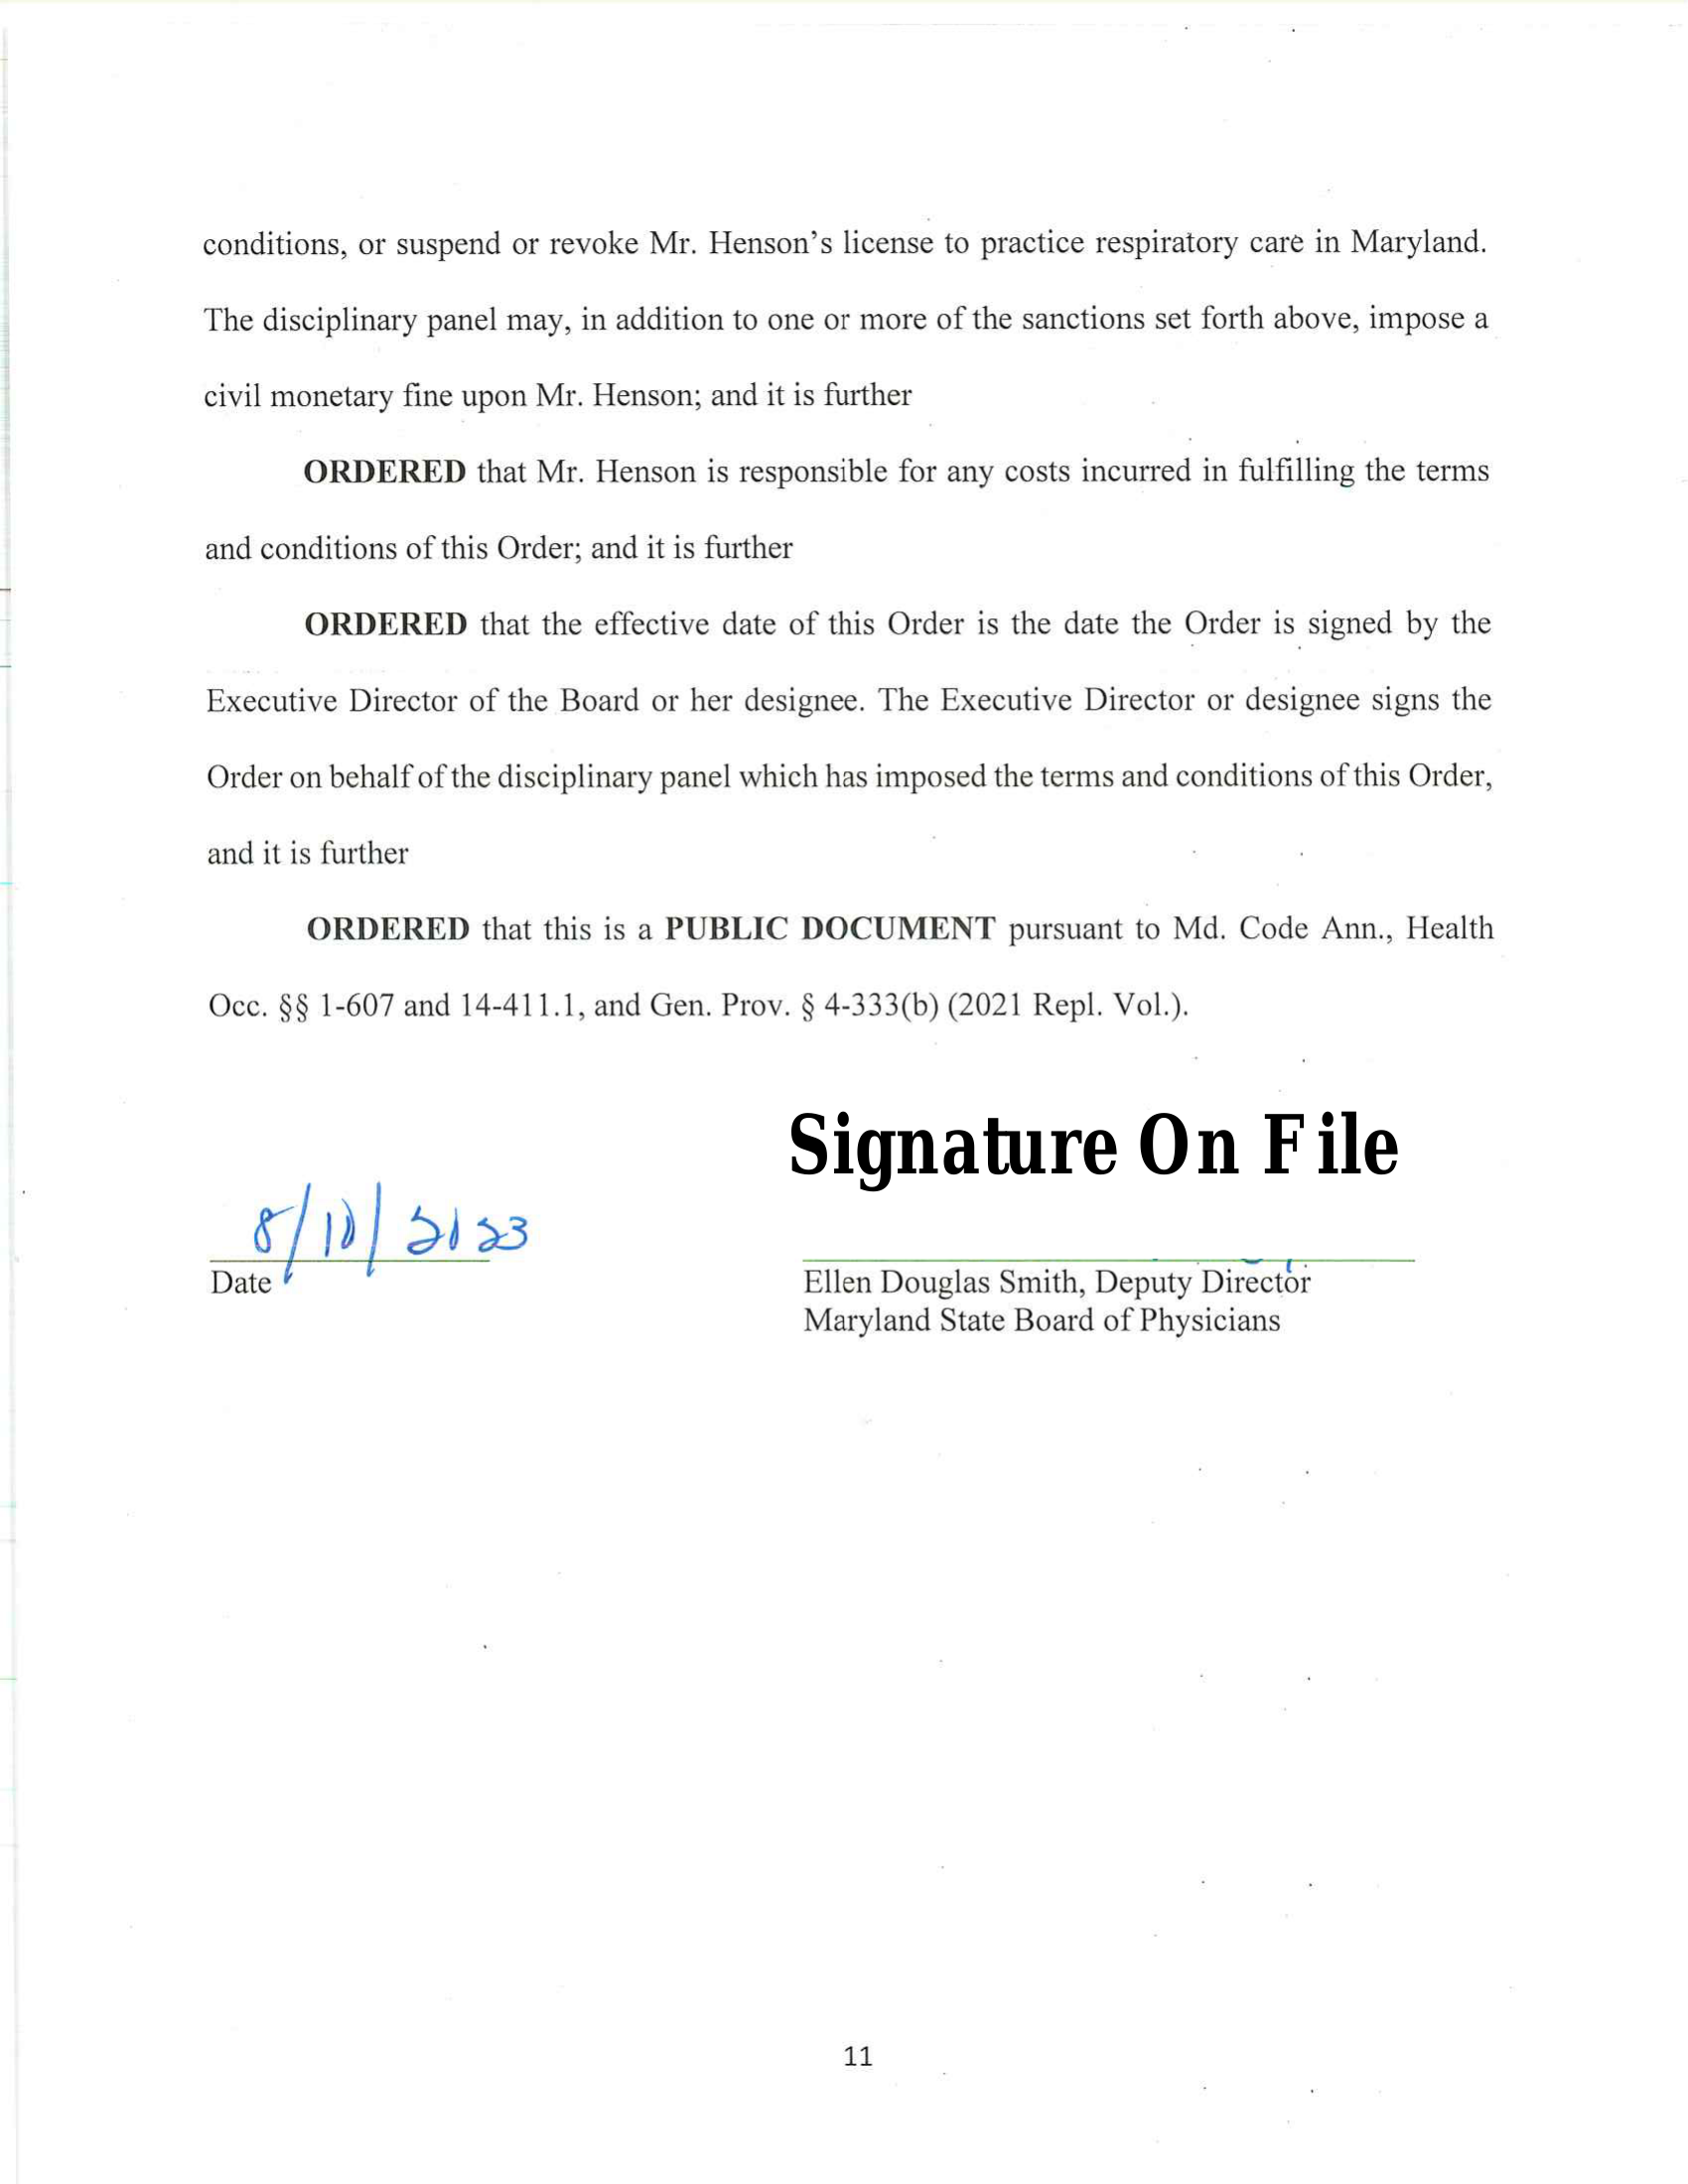 conditions, or suspend or revoke Mr. Henson’s license to practice respiratory care in Maryland.
The disciplinary panel may, in addition to one or more of the sanctions set forth above, impose a
civil monetary fine upon Mr. Henson; and it is further
ORDERED that Mr. Henson is responsible for any costs incurred in fulfilling the terms
and conditions of this Order; and it is further
ORDERED that the effective date of this Order is the date the Order is signed by the
Executive Director of the Board or her designee. The Executive Director or designee signs the
Order on behalf of the disciplinary panel which has imposed the terms and conditions of this Order,
and it is further
ORDERED that this is a PUBLIC DOCUMENT pursuant to Md. Code Ann., Health
Occ. §§ 1-607 and 14-411.1, and Gen. Prov. § 4-333(b) (2021 Repl. Vol.).
Signature On File
8/10/2023
Date
Ellen Douglas Smith, Deputy Director
Maryland State Board of Physicians
11